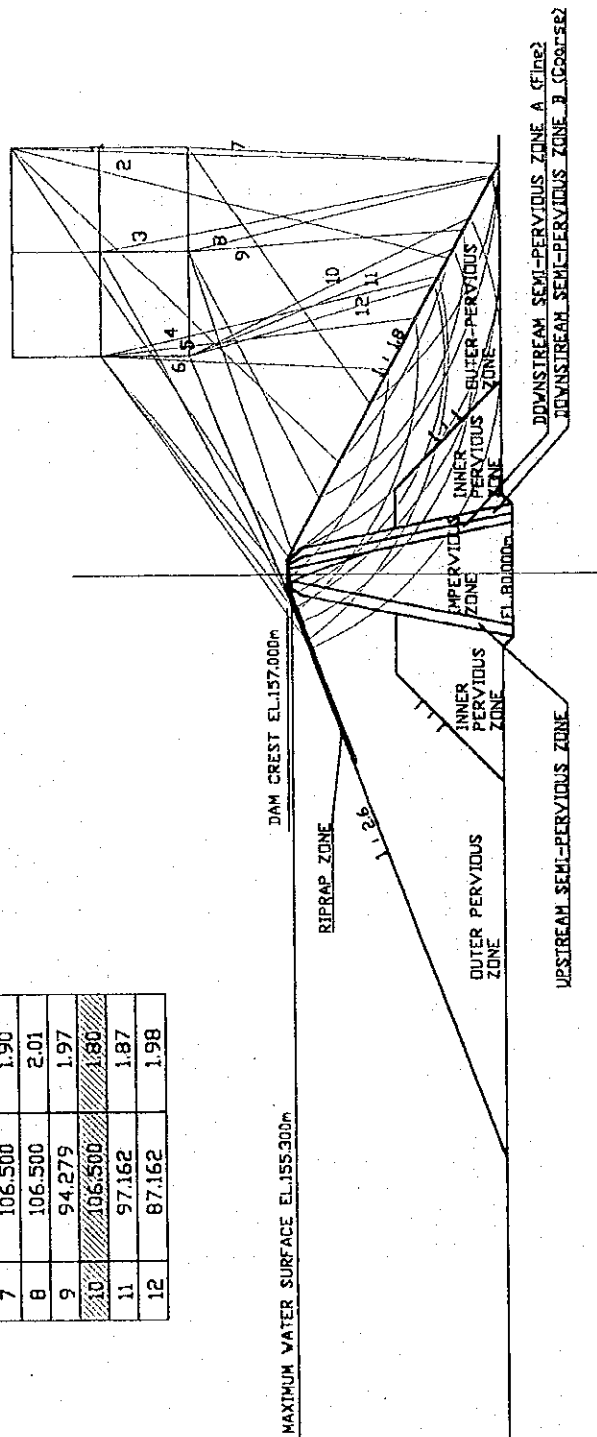 7 106.500 1.90
8 106.500 2.01
9 94.279 1.97
10 106.500 1.80
11 97.162 1.87
12 87.162 1.98
MAXIMUM WATER SURFACE EL.155.300m
DAM CREST EL.157.000m
RIPRAP ZONE
1 : 2.6
OUTER PERVIOUS
ZONE
UPSTREAM SEMI-PERVIOUS ZONE
INNER
PERVIOUS
ZONE
IMPERVIOUS
ZONE
EL.80.000m
INNER
PERVIOUS
ZONE
OUTER-PERVIOUS
ZONE
1 : 1.8
DOWNSTREAM SEMI-PERVIOUS ZONE A (Fine)
DOWNSTREAM SEMI-PERVIOUS ZONE B (Coarse)
1
2
3
4
5
6
7
8
9
10
11
12